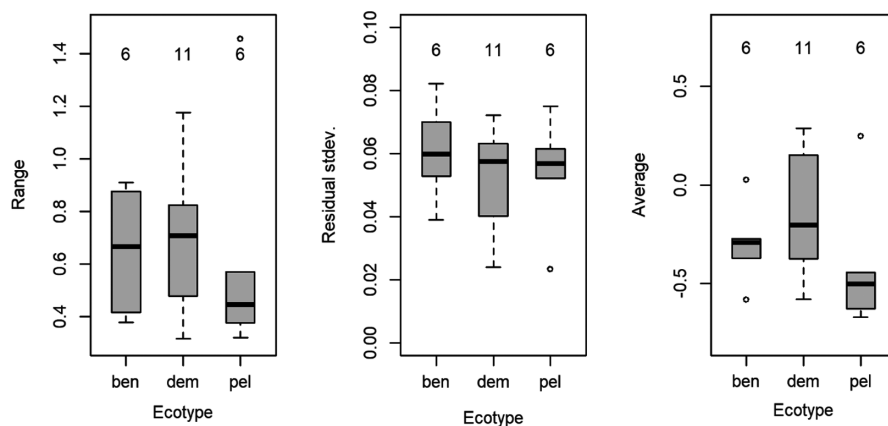 Range
1.4
1.2
1.0
0.8
0.6
0.4
6 11 6
ben dem pel
Ecotype
Residual stdev.
0.10
0.08
0.06
0.04
0.02
0.00
6 11 6
ben dem pel
Ecotype
Average
0.5
0.0
-0.5
6 11 6
ben dem pel
Ecotype